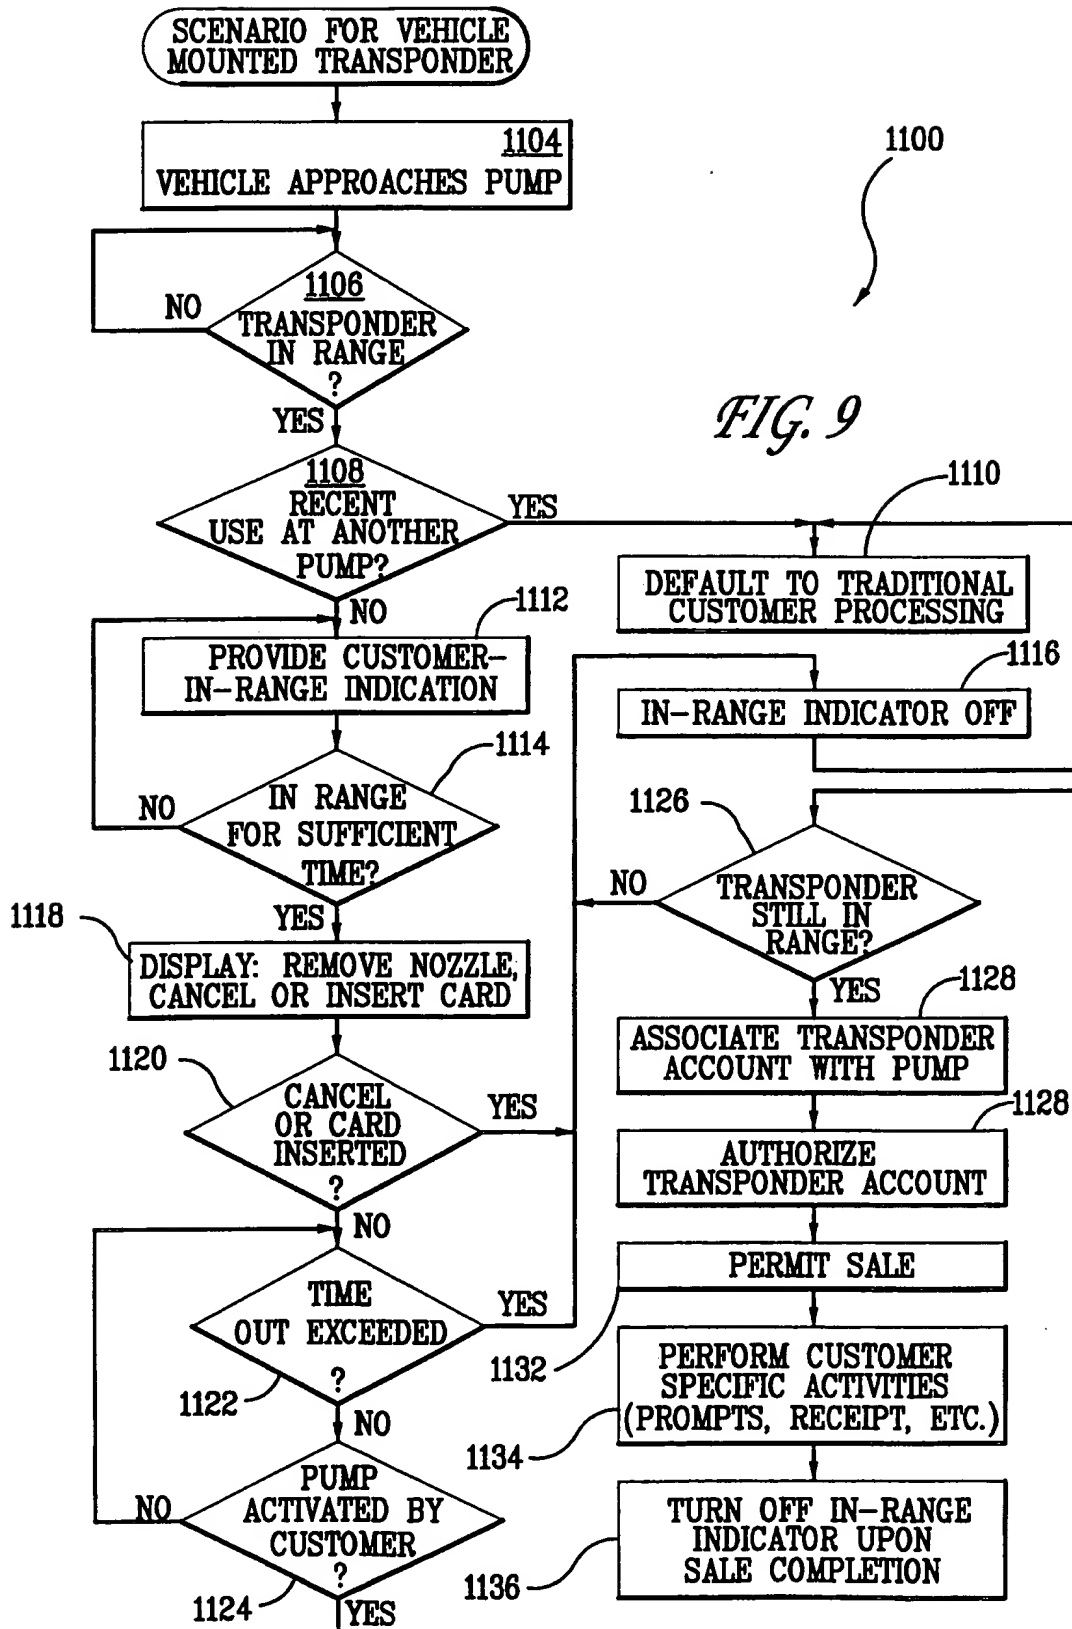 SCENARIO FOR VEHICLE
MOUNTED TRANSPONDER
1104
VEHICLE APPROACHES PUMP
1100
1106
TRANSPONDER
IN RANGE
?
NO
YES
FIG. 9
1108
RECENT
USE AT ANOTHER
PUMP?
YES
NO
1110
DEFAULT TO TRADITIONAL
CUSTOMER PROCESSING
1112
PROVIDE CUSTOMER-
IN-RANGE INDICATION
1116
IN-RANGE INDICATOR OFF
1114
IN RANGE
FOR SUFFICIENT
TIME?
NO
YES
1118
DISPLAY: REMOVE NOZZLE,
CANCEL OR INSERT CARD
1120
CANCEL
OR CARD
INSERTED
?
YES
NO
TIME
OUT EXCEEDED
?
YES
1122
NO
PUMP
ACTIVATED BY
CUSTOMER
?
NO
1124
YES
1126
TRANSPONDER
STILL IN
RANGE?
NO
YES
1128
ASSOCIATE TRANSPONDER
ACCOUNT WITH PUMP
1128
AUTHORIZE
TRANSPONDER ACCOUNT
PERMIT SALE
1132
PERFORM CUSTOMER
SPECIFIC ACTIVITIES
(PROMPTS, RECEIPT, ETC.)
1134
TURN OFF IN-RANGE
INDICATOR UPON
SALE COMPLETION
1136